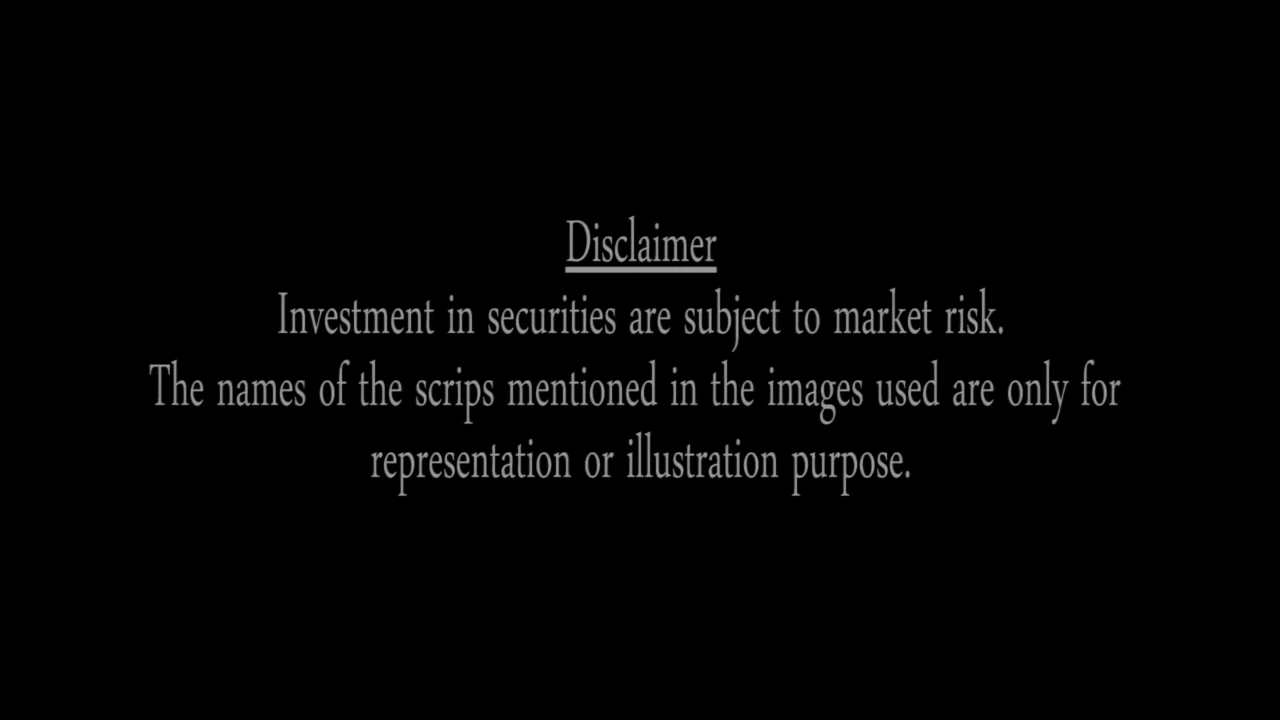 Disclaimer
Investment in securities are subject to market risk.
The names of the scrips mentioned in the images used are only for
representation or illustration purpose.